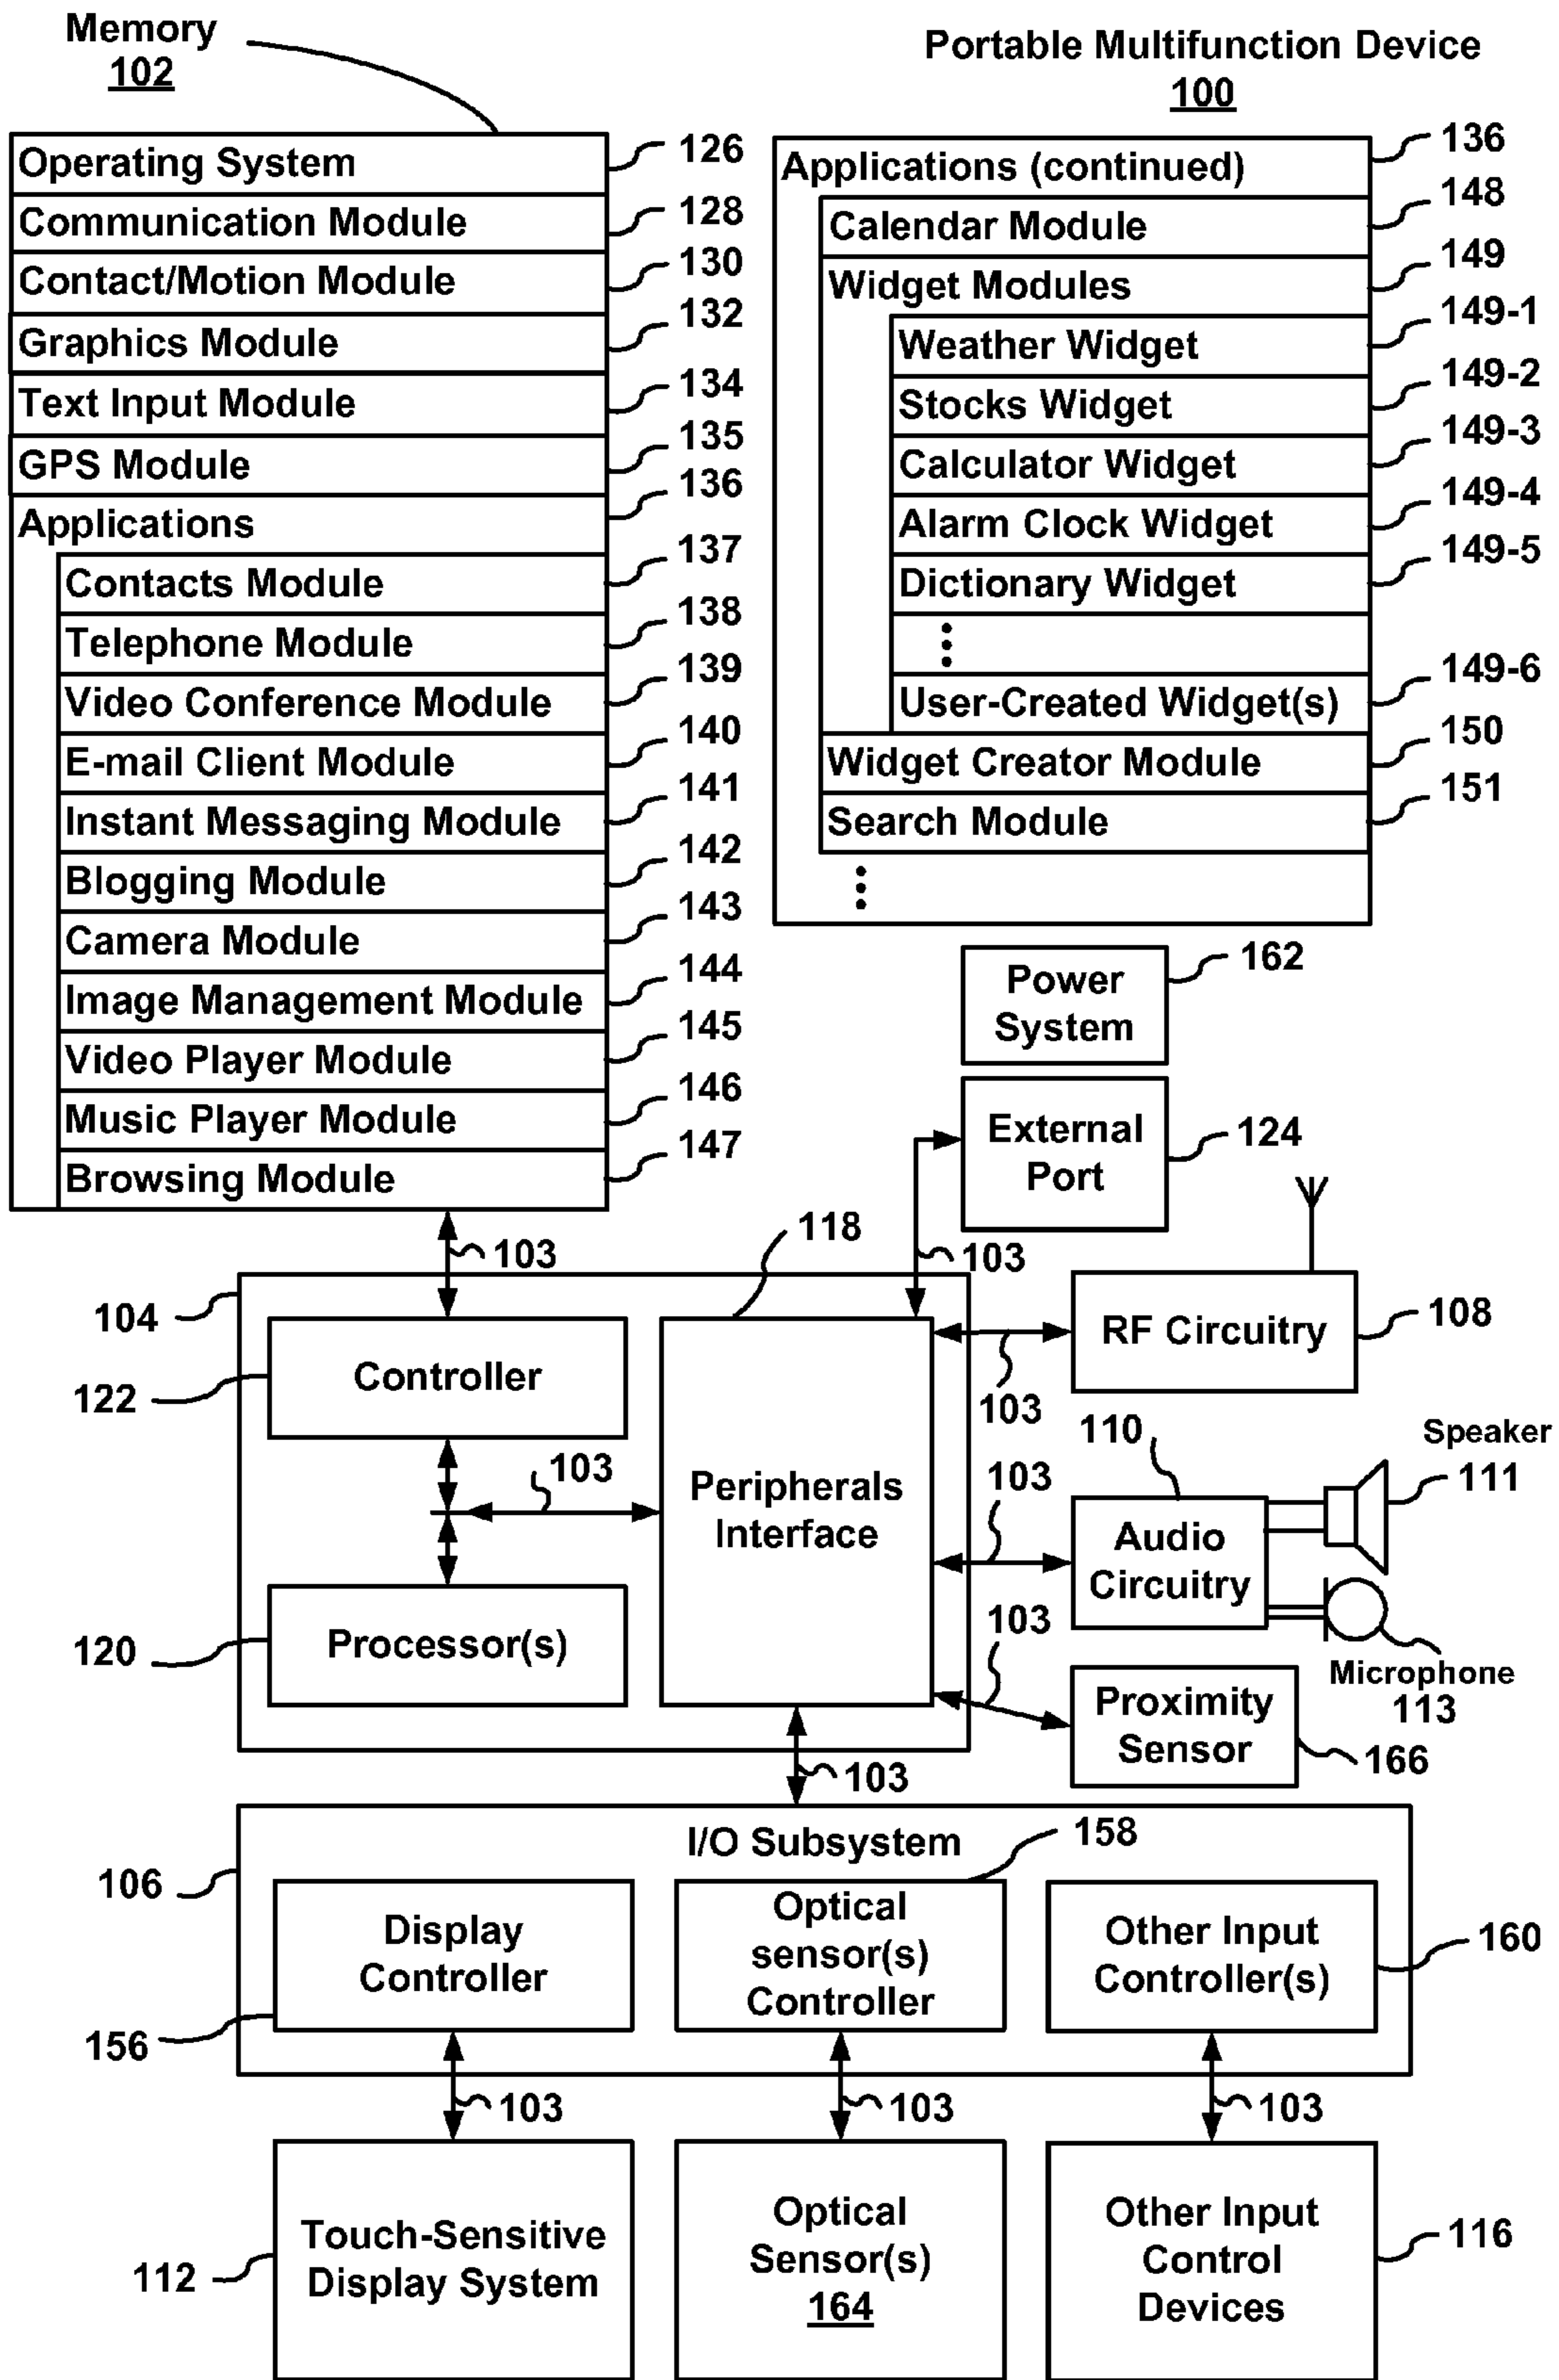 Memory
102
Portable Multifunction Device
100
Operating System
126
Communication Module
128
Contact/Motion Module
130
Graphics Module
132
Text Input Module
134
GPS Module
135
Applications
136
Contacts Module
137
Telephone Module
138
Video Conference Module
139
E-mail Client Module
140
Instant Messaging Module
141
Blogging Module
142
Camera Module
143
Image Management Module
144
Video Player Module
145
Music Player Module
146
Browsing Module
147
Applications (continued)
136
Calendar Module
148
Widget Modules
149
Weather Widget
149-1
Stocks Widget
149-2
Calculator Widget
149-3
Alarm Clock Widget
149-4
Dictionary Widget
149-5
User-Created Widget(s)
149-6
Widget Creator Module
150
Search Module
151
Power
System
162
External
Port
124
103
118
103
104
Controller
122
RF Circuitry
108
103
103
Peripherals
Interface
Processor(s)
120
110
103
Audio
Circuitry
Speaker
111
Microphone
113
103
Proximity
Sensor
166
103
I/O Subsystem
106
158
Display
Controller
156
Optical
sensor(s)
Controller
Other Input
Controller(s)
160
103
103
103
Touch-Sensitive
Display System
112
Optical
Sensor(s)
164
Other Input
Control
Devices
116